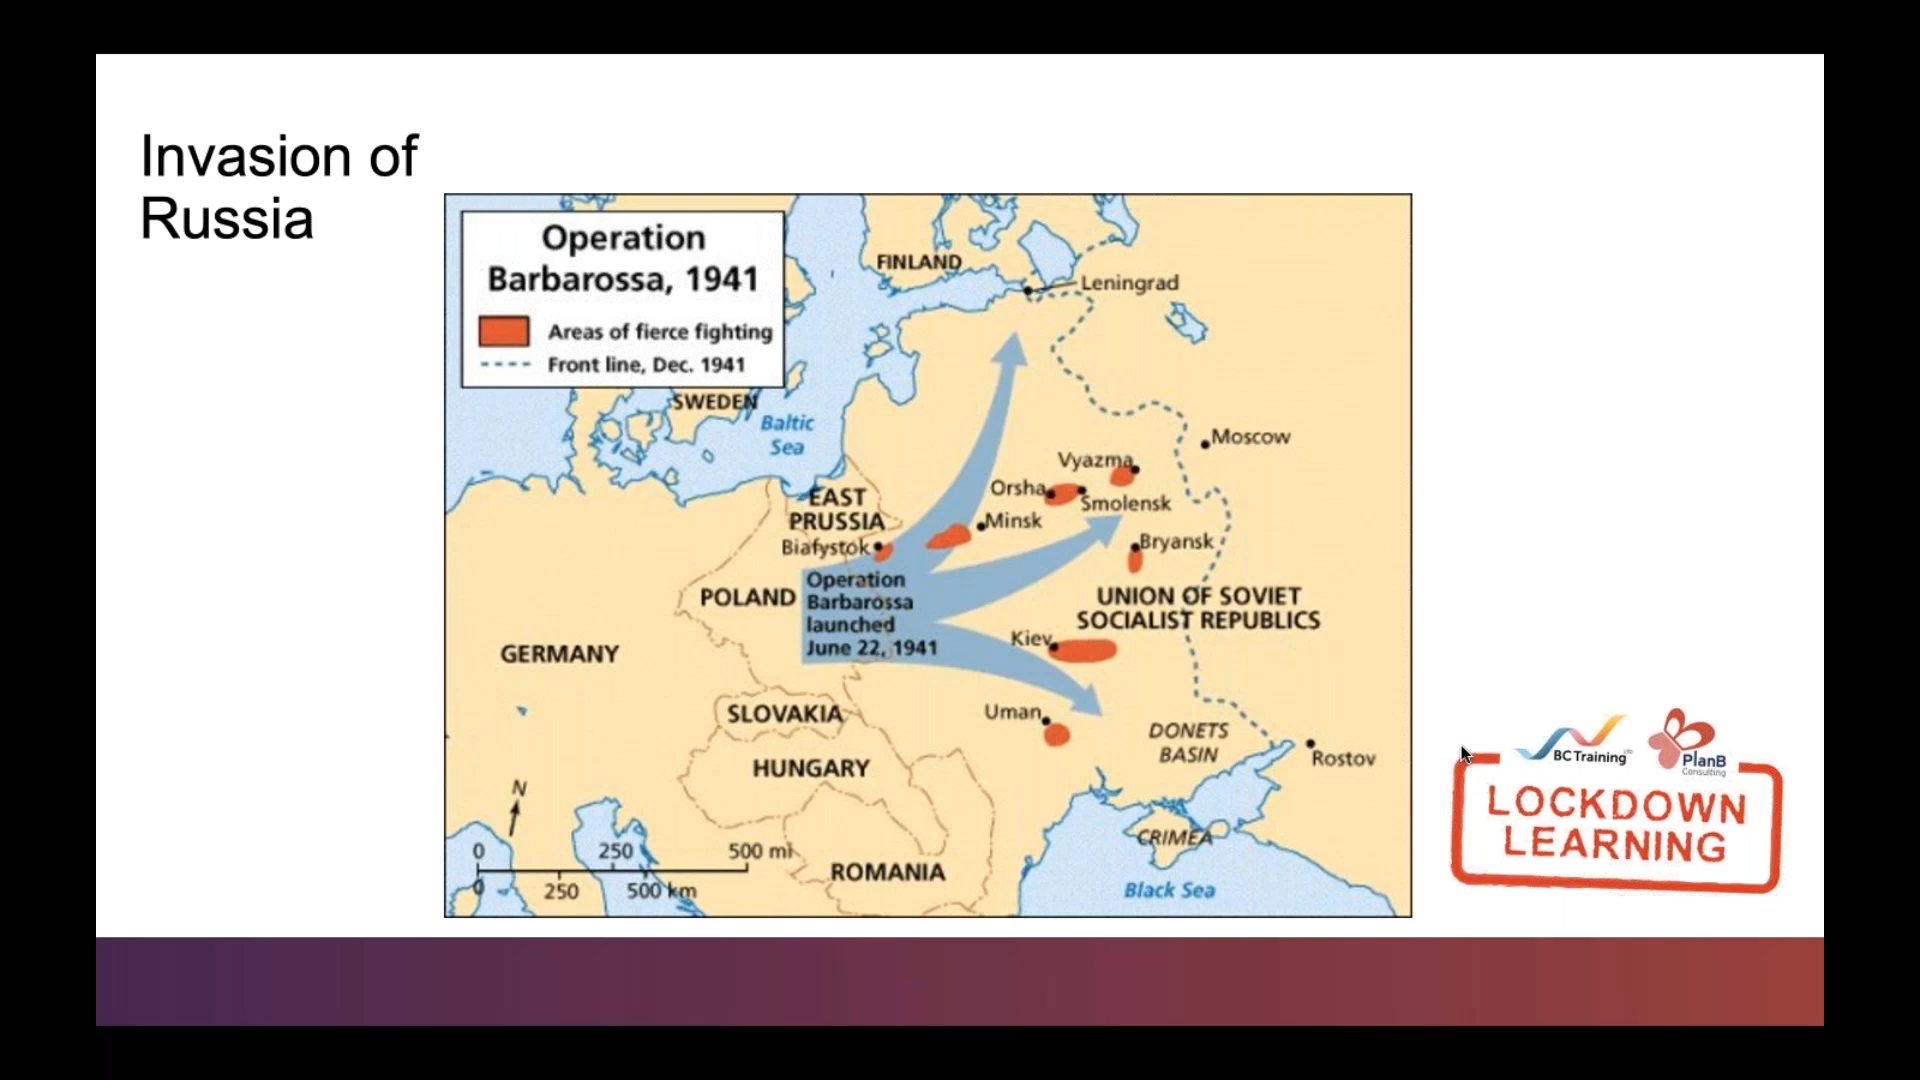 Invasion of
Russia
Operation
Barbarossa, 1941
Areas of fierce fighting
Front line, Dec. 1941
FINLAND
Leningrad
SWEDEN
Baltic
Sea
Moscow
Vyazma
Orsha
Smolensk
EAST
PRUSSIA
Minsk
Białystok
Bryansk
POLAND
Operation
Barbarossa
launched
June 22, 1941
UNION OF SOVIET
SOCIALIST REPUBLICS
Kiev
GERMANY
SLOVAKIA
Uman
DONETS
BASIN
Rostov
HUNGARY
N
CRIMEA
0 250 500 mi
0 250 500 km
ROMANIA
Black Sea
BC Training Ltd
PlanB
Consulting
LOCKDOWN
LEARNING